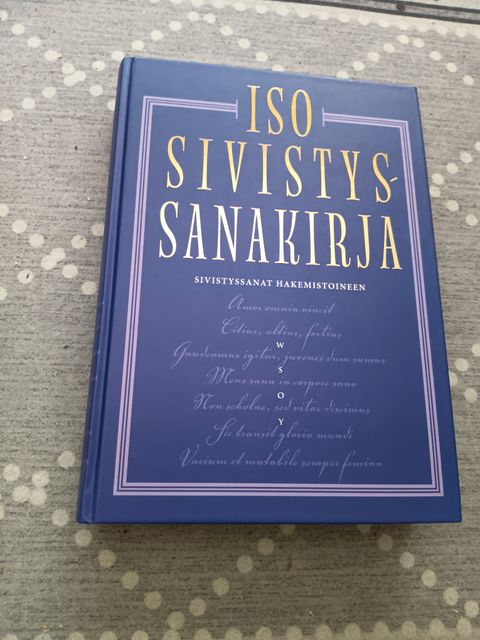 ISO
SIVISTYS-
SANAKIRJA
SIVISTYSSANAT HAKEMISTOINEEN
Amor omnia vincit
Citius, altius, fortius
Gaudeamus igitur, juvenes dum sumus
Mens sana in corpore sano
Non scholae, sed vitae discimus
Sic transit gloria mundi
Varium et mutabile semper femina
WSOY